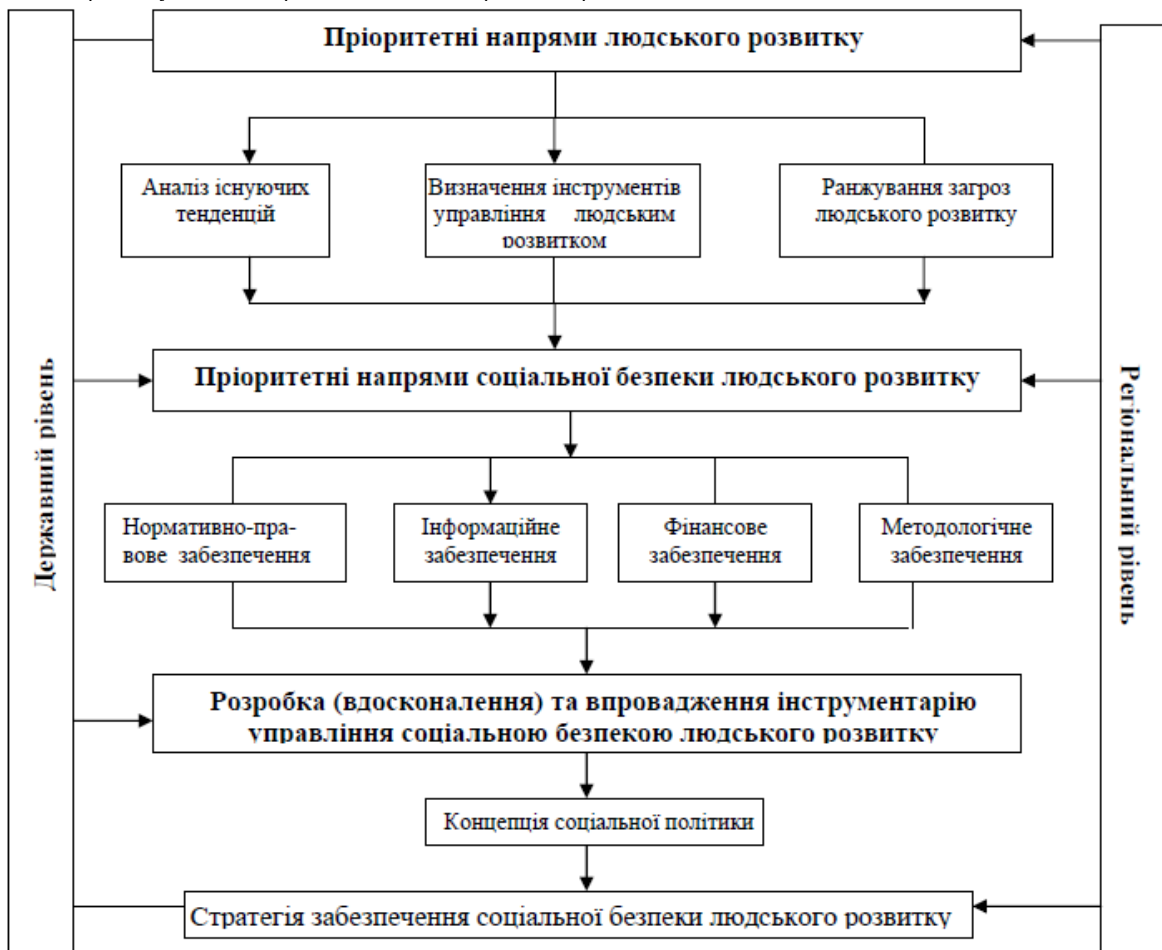 Пріоритетні напрями людського розвитку
Аналіз існуючих
тенденцій
Визначення інструментів
управління людським
розвитком
Ранжування загроз
людського розвитку
Пріоритетні напрями соціальної безпеки людського розвитку
Державний рівень
Регіональный рівень
Нормативно-пра-
вове забезпечення
Інформаційне
забезпечення
Фінансове
забезпечення
Методологічне
забезпечення
Розробка (вдосконалення) та впровадження інструментарію
управління соціальною безпекою людського розвитку
Концепція соціальної політики
Стратегія забезпечення соціальної безпеки людського розвитку